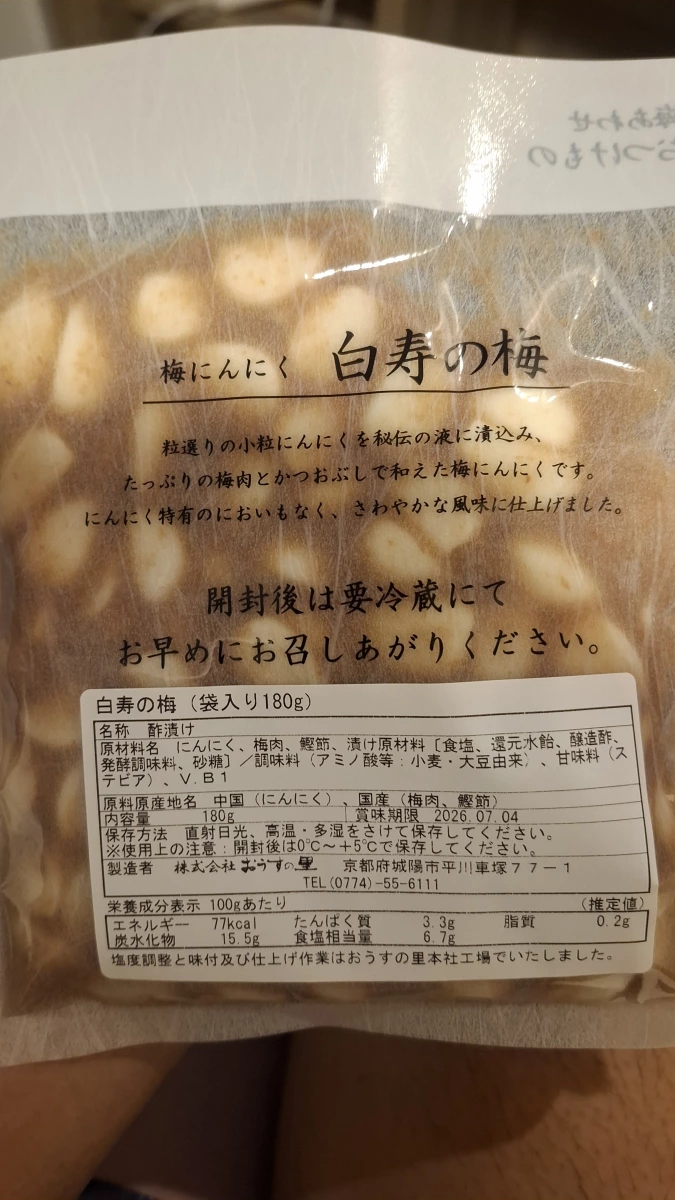 梅あわせ
おつけもの
梅にんにく 白寿の梅
粒選りの小粒にんにくを秘伝の液に漬込み、
たっぷりの梅肉とかつおぶしで和えた梅にんにくです。
にんにく特有のにおいもなく、さわやかな風味に仕上げました。
開封後は要冷蔵にて
お早めにお召しあがりください。
白寿の梅（袋入り180g）
名称 酢漬け
原材料名 にんにく、梅肉、鰹節、漬け原材料〔食塩、還元水飴、醸造酢、
発酵調味料、砂糖〕／調味料（アミノ酸等：小麦・大豆由来）、甘味料（ス
テビア）、V.B1
原料原産地名 中国（にんにく）、国産（梅肉、鰹節）
内容量 180g 賞味期限 2026.07.04
保存方法 直射日光、高温・多湿をさけて保存してください。
※使用上の注意：開封後は0℃～＋5℃で保存してください。
製造者 株式会社おうすの里 京都府城陽市平川車塚77－1
TEL(0774)-55-6111
栄養成分表示 100gあたり （推定値）
エネルギー 77kcal たんぱく質 3.3g 脂質 0.2g
炭水化物 15.5g 食塩相当量 6.7g
塩度調整と味付及び仕上げ作業はおうすの里本社工場でいたしました。